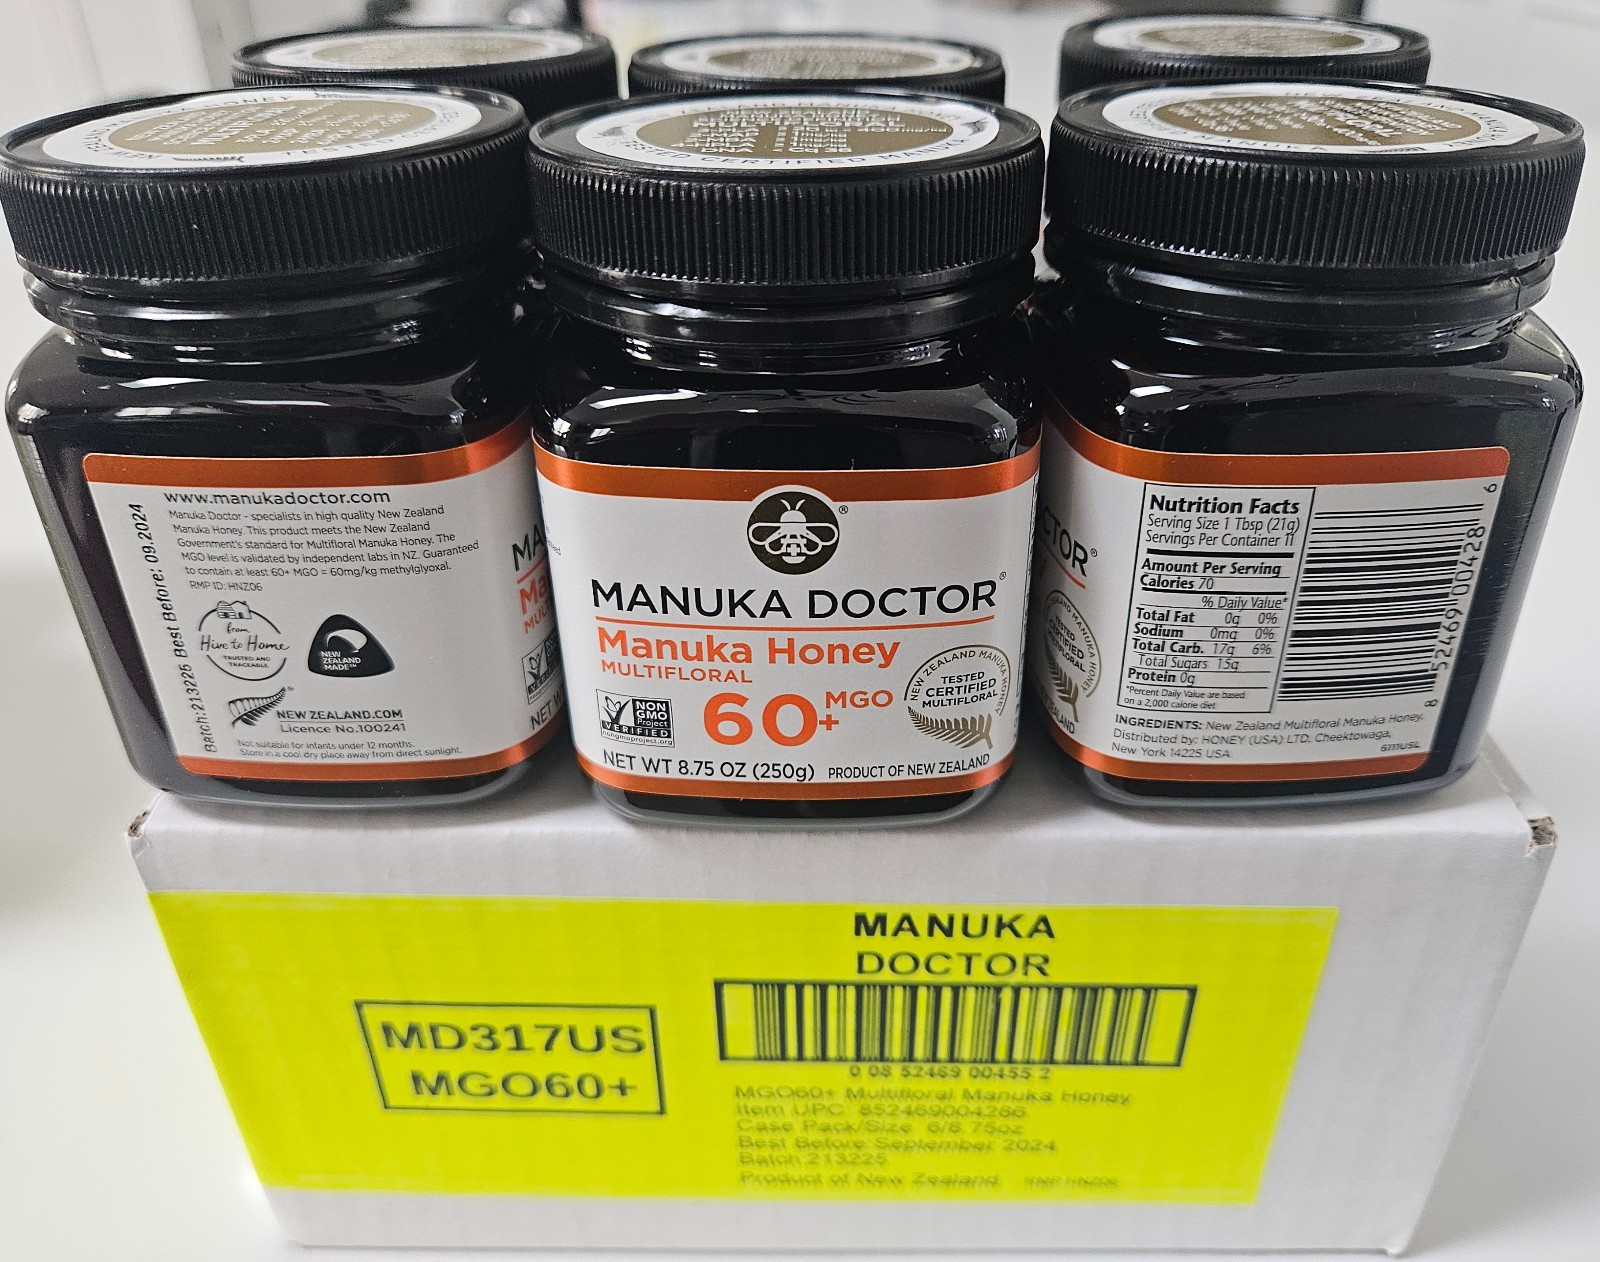 TESTED CERTIFIED MANUKA
www.manukadoctor.com
Manuka Doctor - specialists in high quality New Zealand
Manuka Honey. This product meets the New Zealand
Government's standard for Multifloral Manuka Honey. The
MGO level is validated by independent labs in NZ. Guaranteed
to contain at least 60+ MGO = 60mg/kg methylglyoxal.
RMP ID: HNZ06
from
Hive to Home
TRUSTED AND
TRACEABLE
NEW
ZEALAND
MADE™
NEWZEALAND.COM
Licence No.100241
Not suitable for infants under 12 months.
Store in a cool dry place away from direct sunlight.
Batch:213225 Best Before: 09.2024
MANUKA DOCTOR®
Manuka Honey
MULTIFLORAL
60+ MGO
NON
GMO
Project
VERIFIED
nongmoproject.org
NEW ZEALAND MANUKA HONEY
TESTED
CERTIFIED
MULTIFLORAL
NET WT 8.75 OZ (250g) PRODUCT OF NEW ZEALAND
CTOR®
Nutrition Facts
Serving Size 1 Tbsp (21g)
Servings Per Container 11
Amount Per Serving
Calories 70
% Daily Value*
Total Fat 0g 0%
Sodium 0mg 0%
Total Carb. 17g 6%
Total Sugars 15g
Protein 0g
*Percent Daily Value are based
on a 2,000 calorie diet
8 52469 00428 6
INGREDIENTS: New Zealand Multifloral Manuka Honey.
Distributed by: HONEY (USA) LTD. Cheektowaga,
New York 14225 USA
6111USL
MANUKA
DOCTOR
MD317US
MGO60+
0 08 52469 00455 2
MGO60+ Multifloral Manuka Honey
Item UPC 852469004286
Case Pack/Size 6/8.75oz
Best Before September 2024
Batch 213225
Product of New Zealand